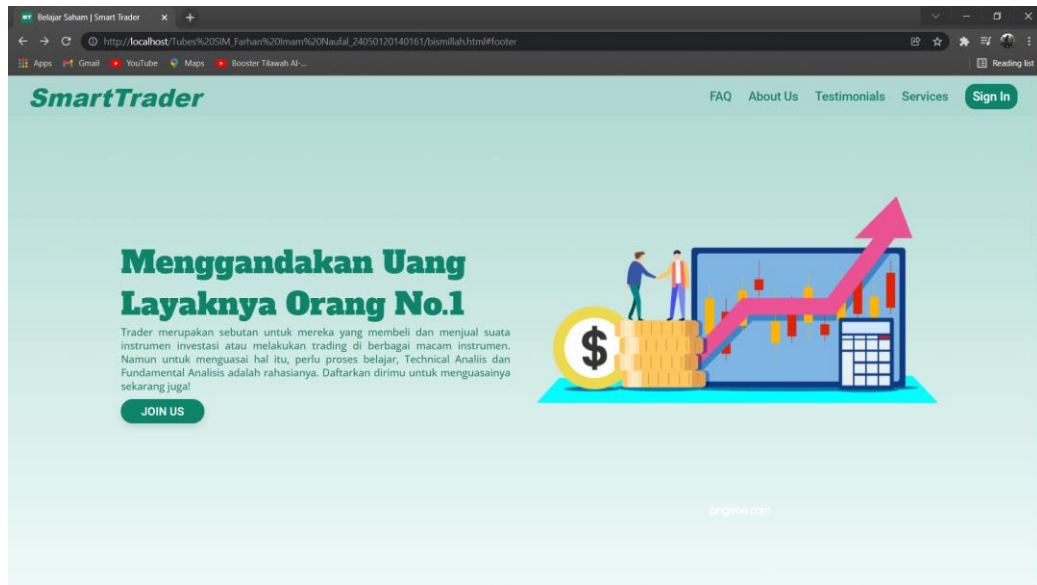 Belajar Saham | Smart Trader
http://localhost/Tubes%20SIM_Farhan%20Imam%20Naufal_24050120140161/bismillah.html#footer
Apps Gmail YouTube Maps Booster Tilawah Al-... Reading list
SmartTrader FAQ About Us Testimonials Services Sign In
Menggandakan Uang
Layaknya Orang No.1
Trader merupakan sebutan untuk mereka yang membeli dan menjual suata
instrumen investasi atau melakukan trading di berbagai macam instrumen.
Namun untuk menguasai hal itu, perlu proses belajar, Technical Analiis dan
Fundamental Analisis adalah rahasianya. Daftarkan dirimu untuk menguasainya
sekarang juga!
JOIN US
$
pngtree.com